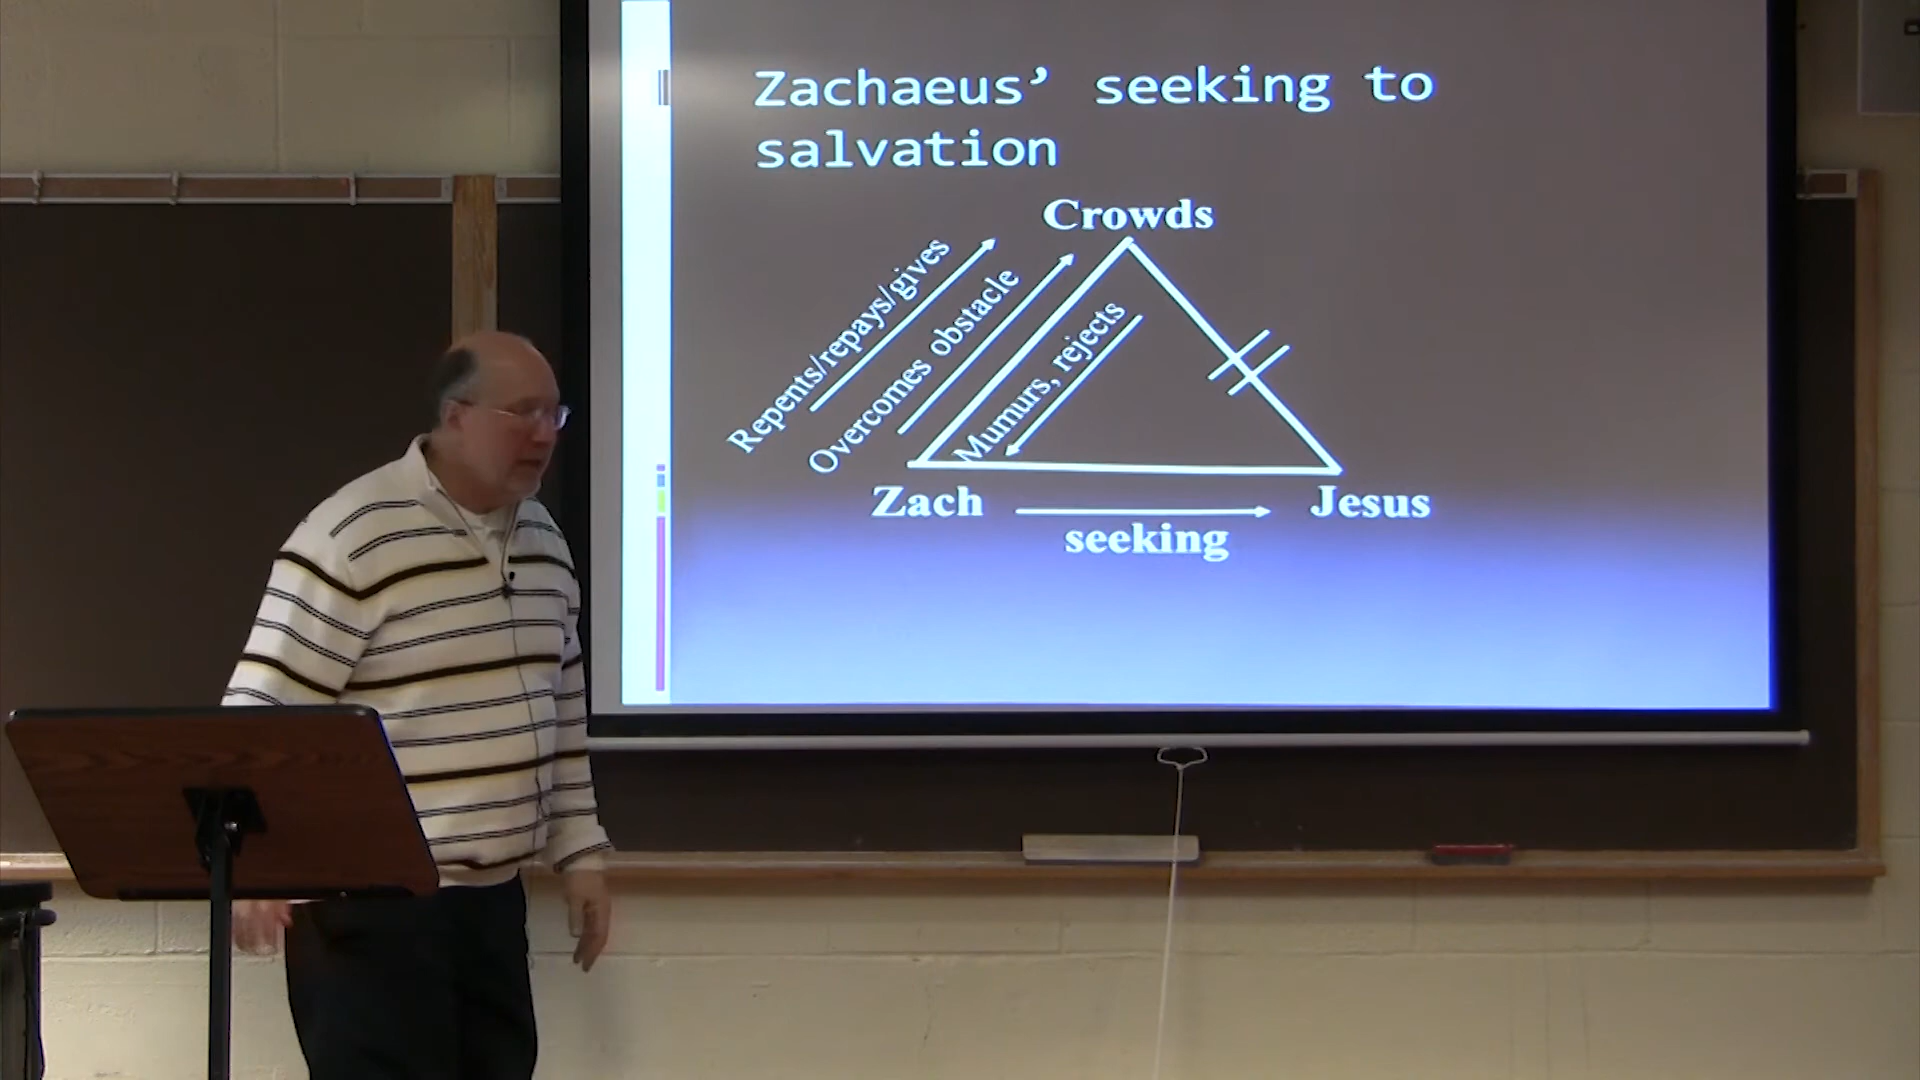 Zachaeus’ seeking to
salvation
Crowds
Repents/repays/gives
Overcomes obstacle
Mumurs, rejects
Zach
Jesus
seeking